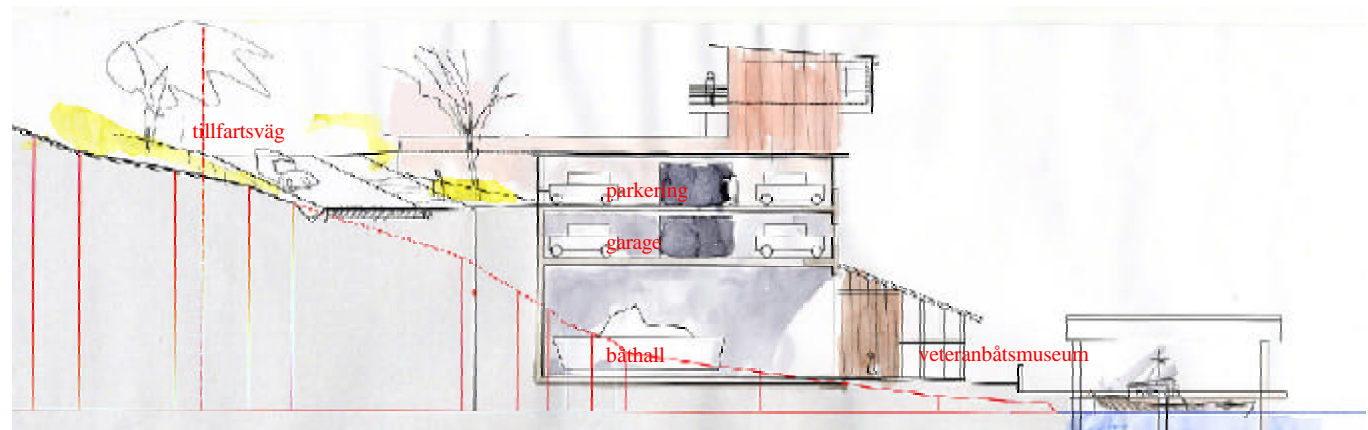 tillfartsväg
parkering
garage
båthall
veteranbåtsmuseum